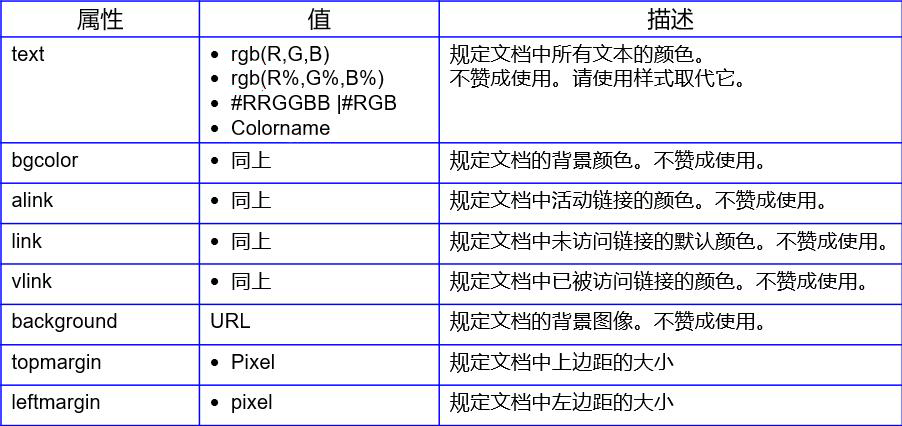 属性 值 描述
text • rgb(R,G,B) 规定文档中所有文本的颜色。
• rgb(R%,G%,B%) 不赞成使用。请使用样式取代它。
• #RRGGBB |#RGB
• Colorname
bgcolor • 同上 规定文档的背景颜色。不赞成使用。
alink • 同上 规定文档中活动链接的颜色。不赞成使用。
link • 同上 规定文档中未访问链接的默认颜色。不赞成使用。
vlink • 同上 规定文档中已被访问链接的颜色。不赞成使用。
background URL 规定文档的背景图像。不赞成使用。
topmargin • Pixel 规定文档中上边距的大小
leftmargin • pixel 规定文档中左边距的大小